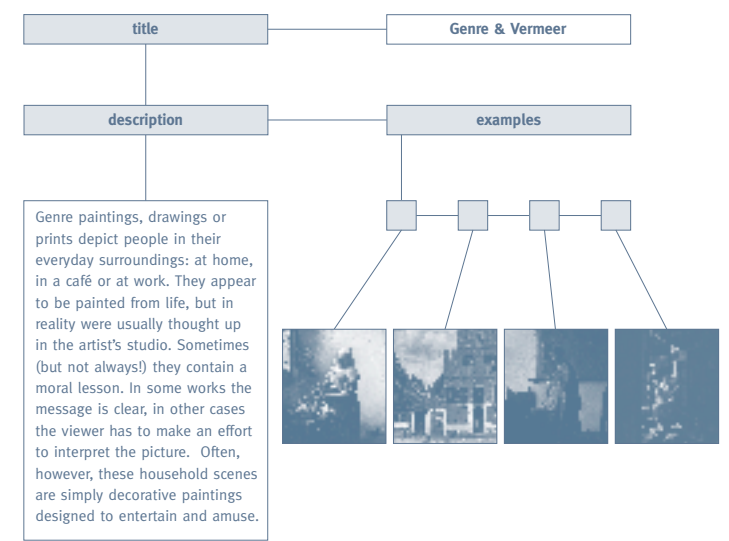 title
Genre & Vermeer
description
examples
Genre paintings, drawings or
prints depict people in their
everyday surroundings: at home,
in a café or at work. They appear
to be painted from life, but in
reality were usually thought up
in the artist's studio. Sometimes
(but not always!) they contain a
moral lesson. In some works the
message is clear, in other cases
the viewer has to make an effort
to interpret the picture.  Often,
however, these household scenes
are simply decorative paintings
designed to entertain and amuse.